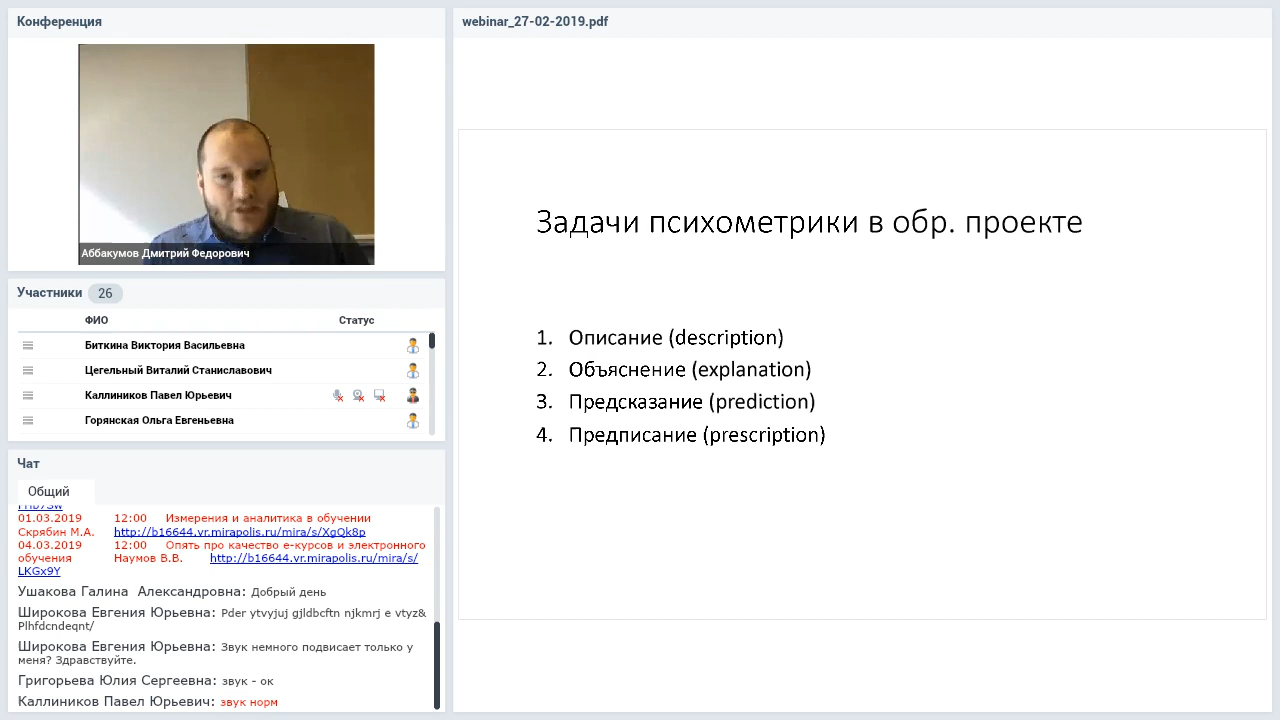 Конференция
Аббакумов Дмитрий Федорович
Участники 26
ФИО Статус
Биткина Виктория Васильевна
Цегельный Виталий Станиславович
Каллиников Павел Юрьевич
Горянская Ольга Евгеньевна
Чат
Общий
01.03.2019 12:00 Измерения и аналитика в обучении
Скрябин М.А. http://b16644.vr.mirapolis.ru/mira/s/XgQk8p
04.03.2019 12:00 Опять про качество е-курсов и электронного
обучения Наумов В.В. http://b16644.vr.mirapolis.ru/mira/s/
LKGx9Y
Ушакова Галина Александровна: Добрый день
Широкова Евгения Юрьевна: Pder ytvyjuj gjldbcftn njkmrj e vtyz&
Plhfdcndeqnt/
Широкова Евгения Юрьевна: Звук немного подвисает только у
меня? Здравствуйте.
Григорьева Юлия Сергеевна: звук - ок
Каллиников Павел Юрьевич: звук норм
webinar_27-02-2019.pdf
Задачи психометрики в обр. проекте
1. Описание (description)
2. Объяснение (explanation)
3. Предсказание (prediction)
4. Предписание (prescription)